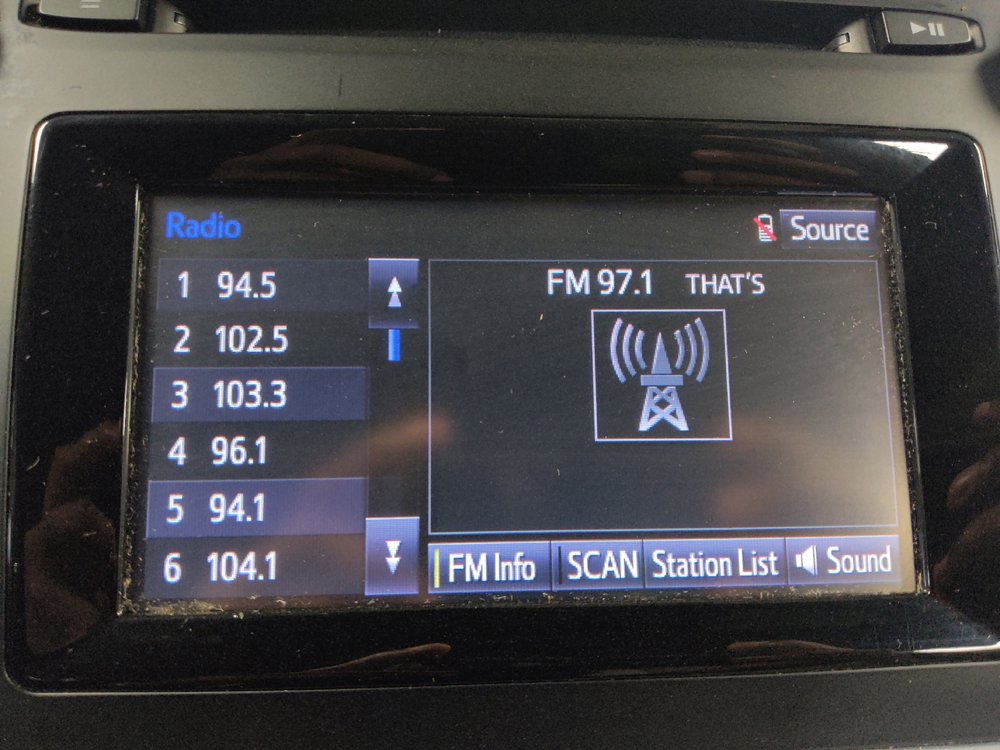 Radio
Source
1 94.5
2 102.5
3 103.3
4 96.1
5 94.1
6 104.1
FM 97.1 THAT'S
FM Info
SCAN
Station List
Sound